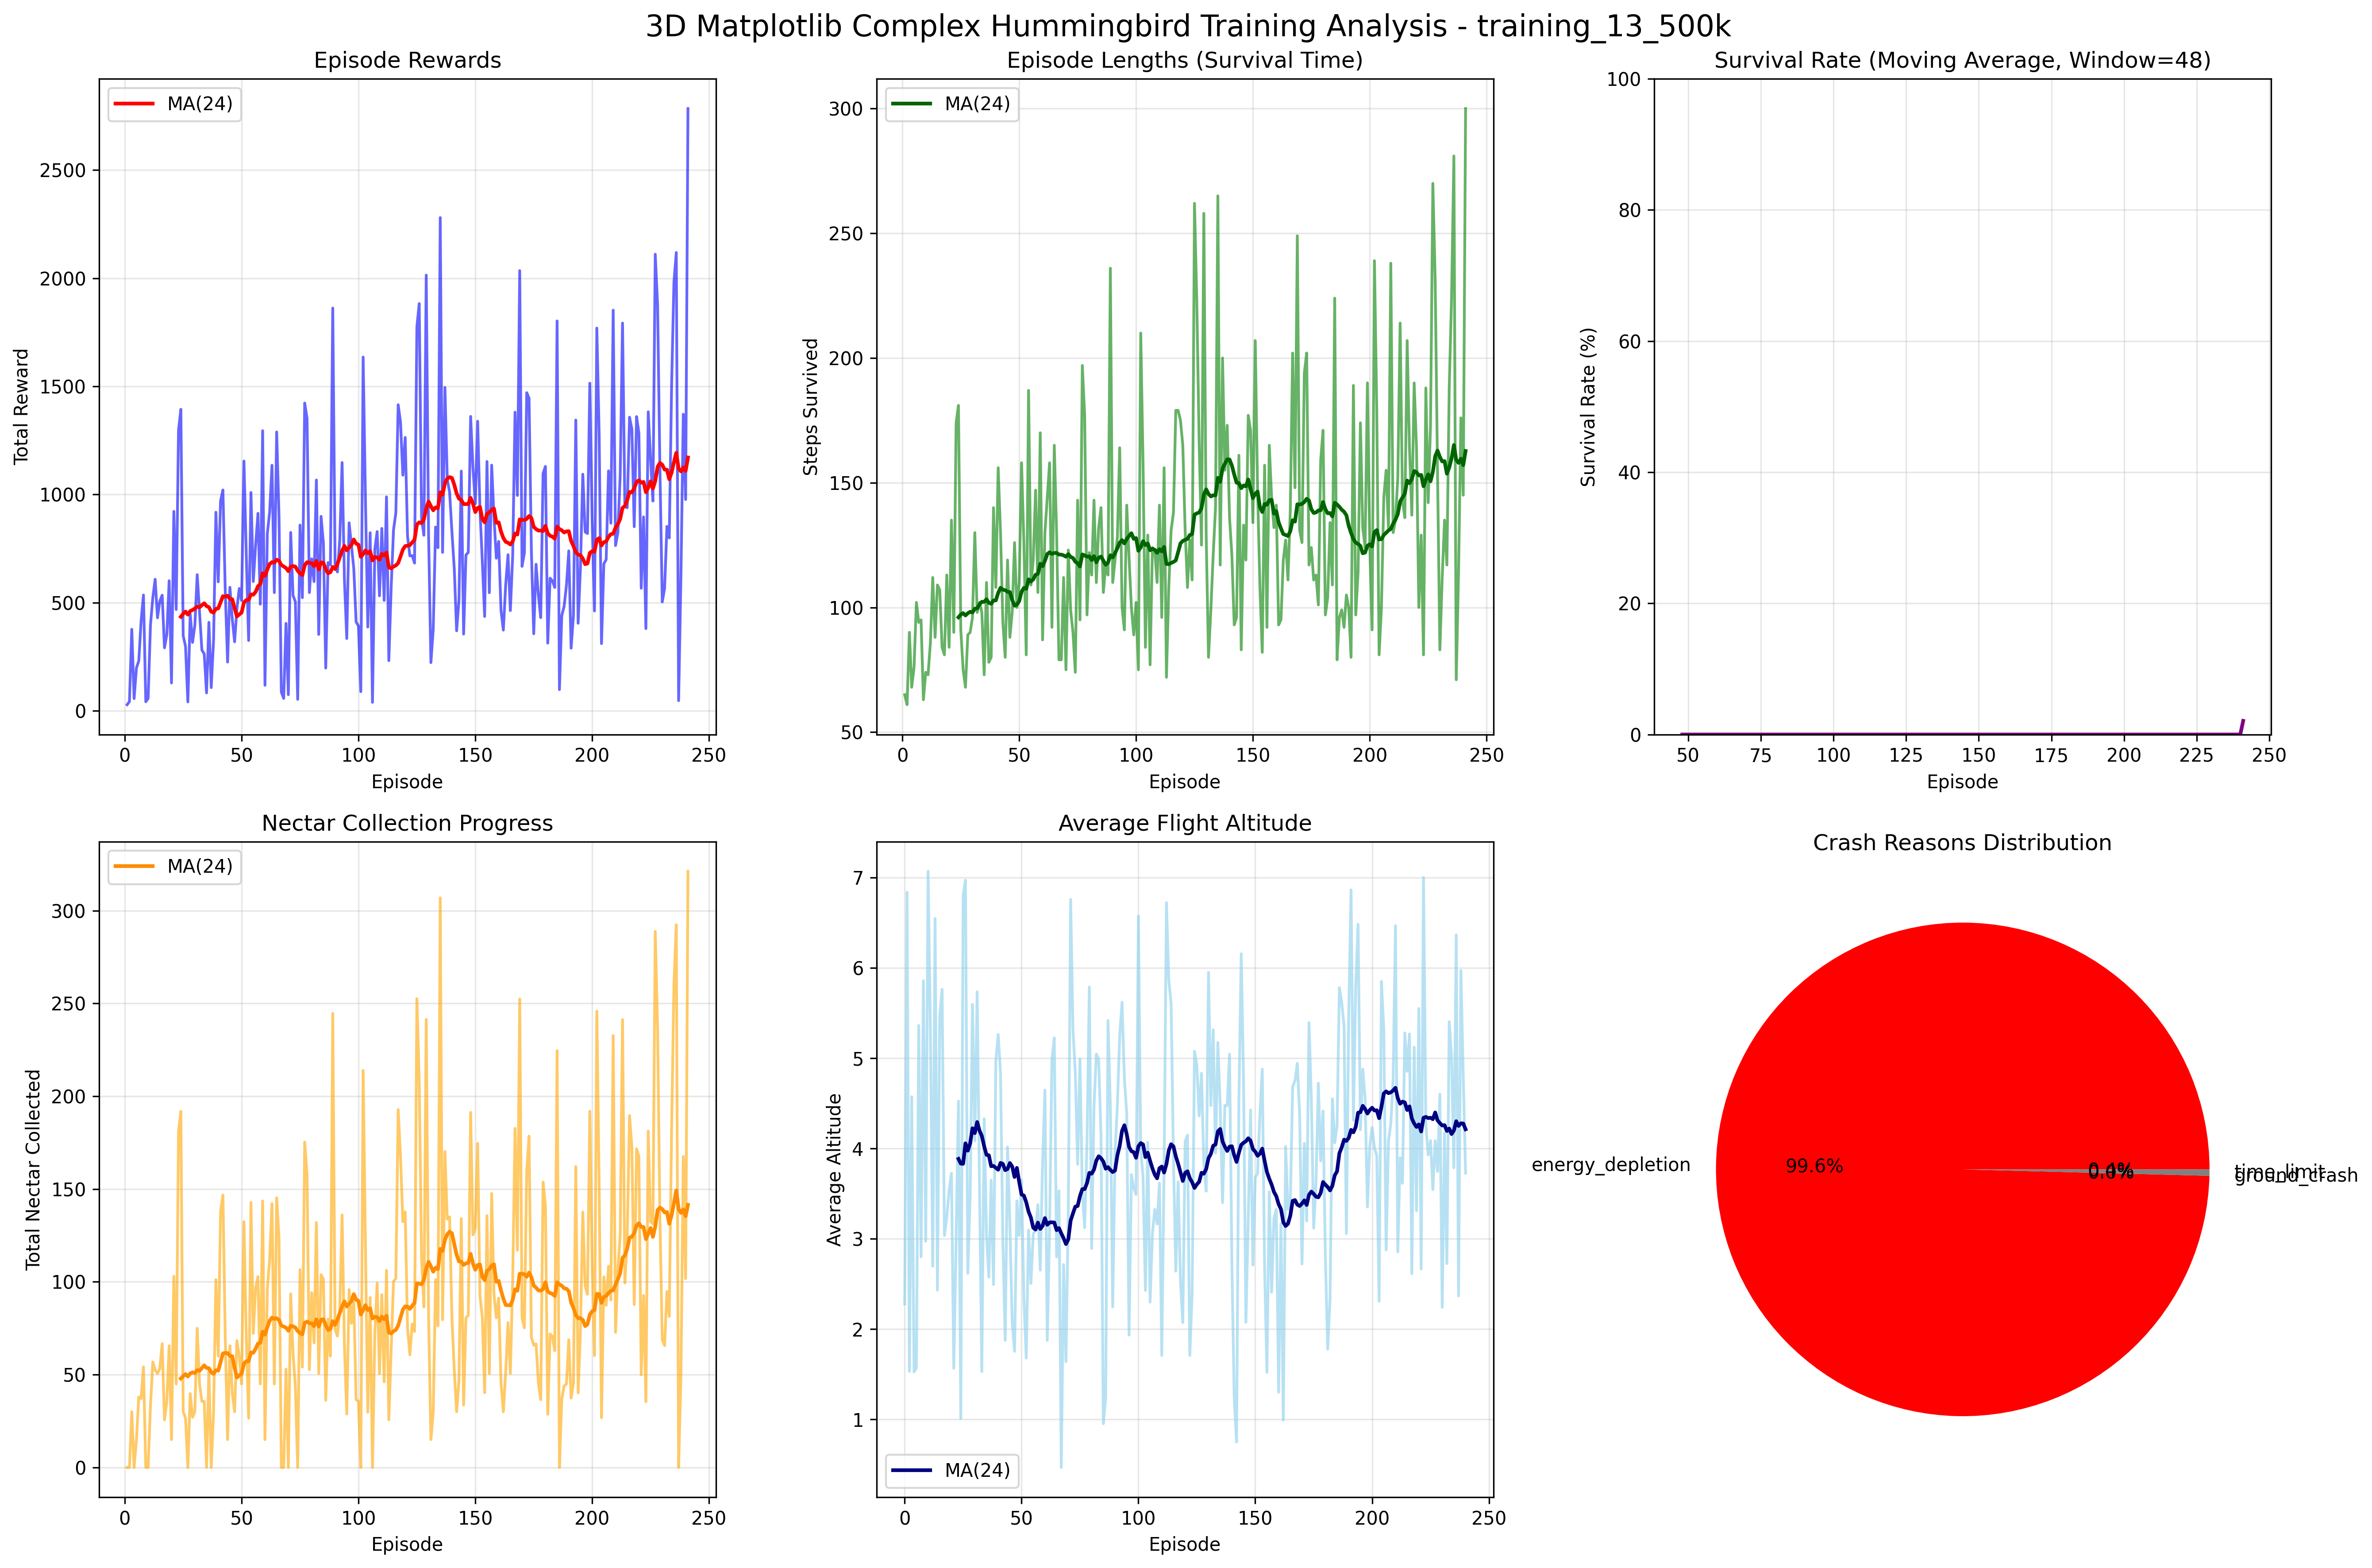 3D Matplotlib Complex Hummingbird Training Analysis - training_13_500k
Episode Rewards
MA(24)
Total Reward
2500
2000
1500
1000
500
0
0 50 100 150 200 250
Episode
Episode Lengths (Survival Time)
MA(24)
Steps Survived
300
250
200
150
100
50
0 50 100 150 200 250
Episode
Survival Rate (Moving Average, Window=48)
Survival Rate (%)
100
80
60
40
20
0
50 75 100 125 150 175 200 225 250
Episode
Nectar Collection Progress
MA(24)
Total Nectar Collected
300
250
200
150
100
50
0
0 50 100 150 200 250
Episode
Average Flight Altitude
Average Altitude
7
6
5
4
3
2
1
MA(24)
0 50 100 150 200 250
Episode
Crash Reasons Distribution
energy_depletion
99.6%
time_limit
ground_crash